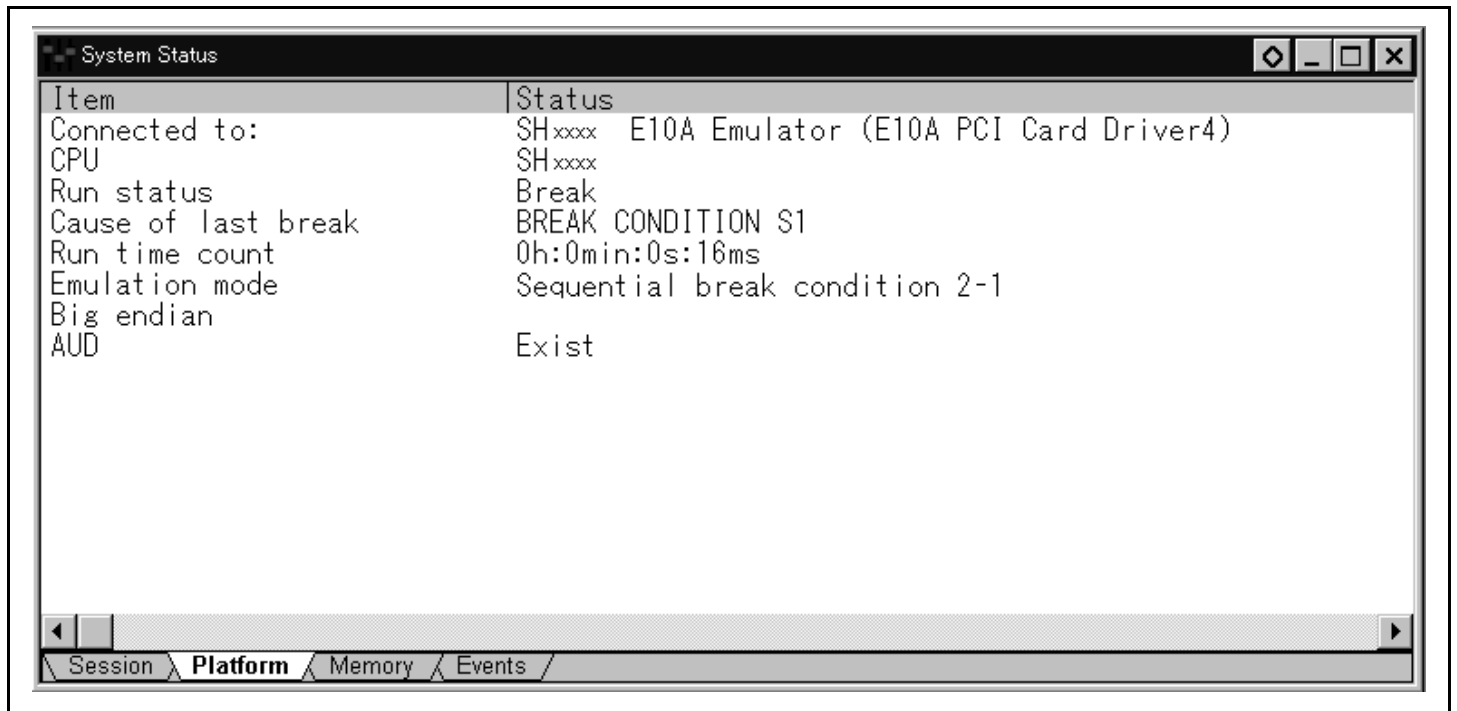 System Status
Item Status
Connected to: SHxxxx E10A Emulator (E10A PCI Card Driver4)
CPU SHxxxx
Run status Break
Cause of last break BREAK CONDITION S1
Run time count 0h:0min:0s:16ms
Emulation mode Sequential break condition 2-1
Big endian
AUD Exist
Session Platform Memory Events